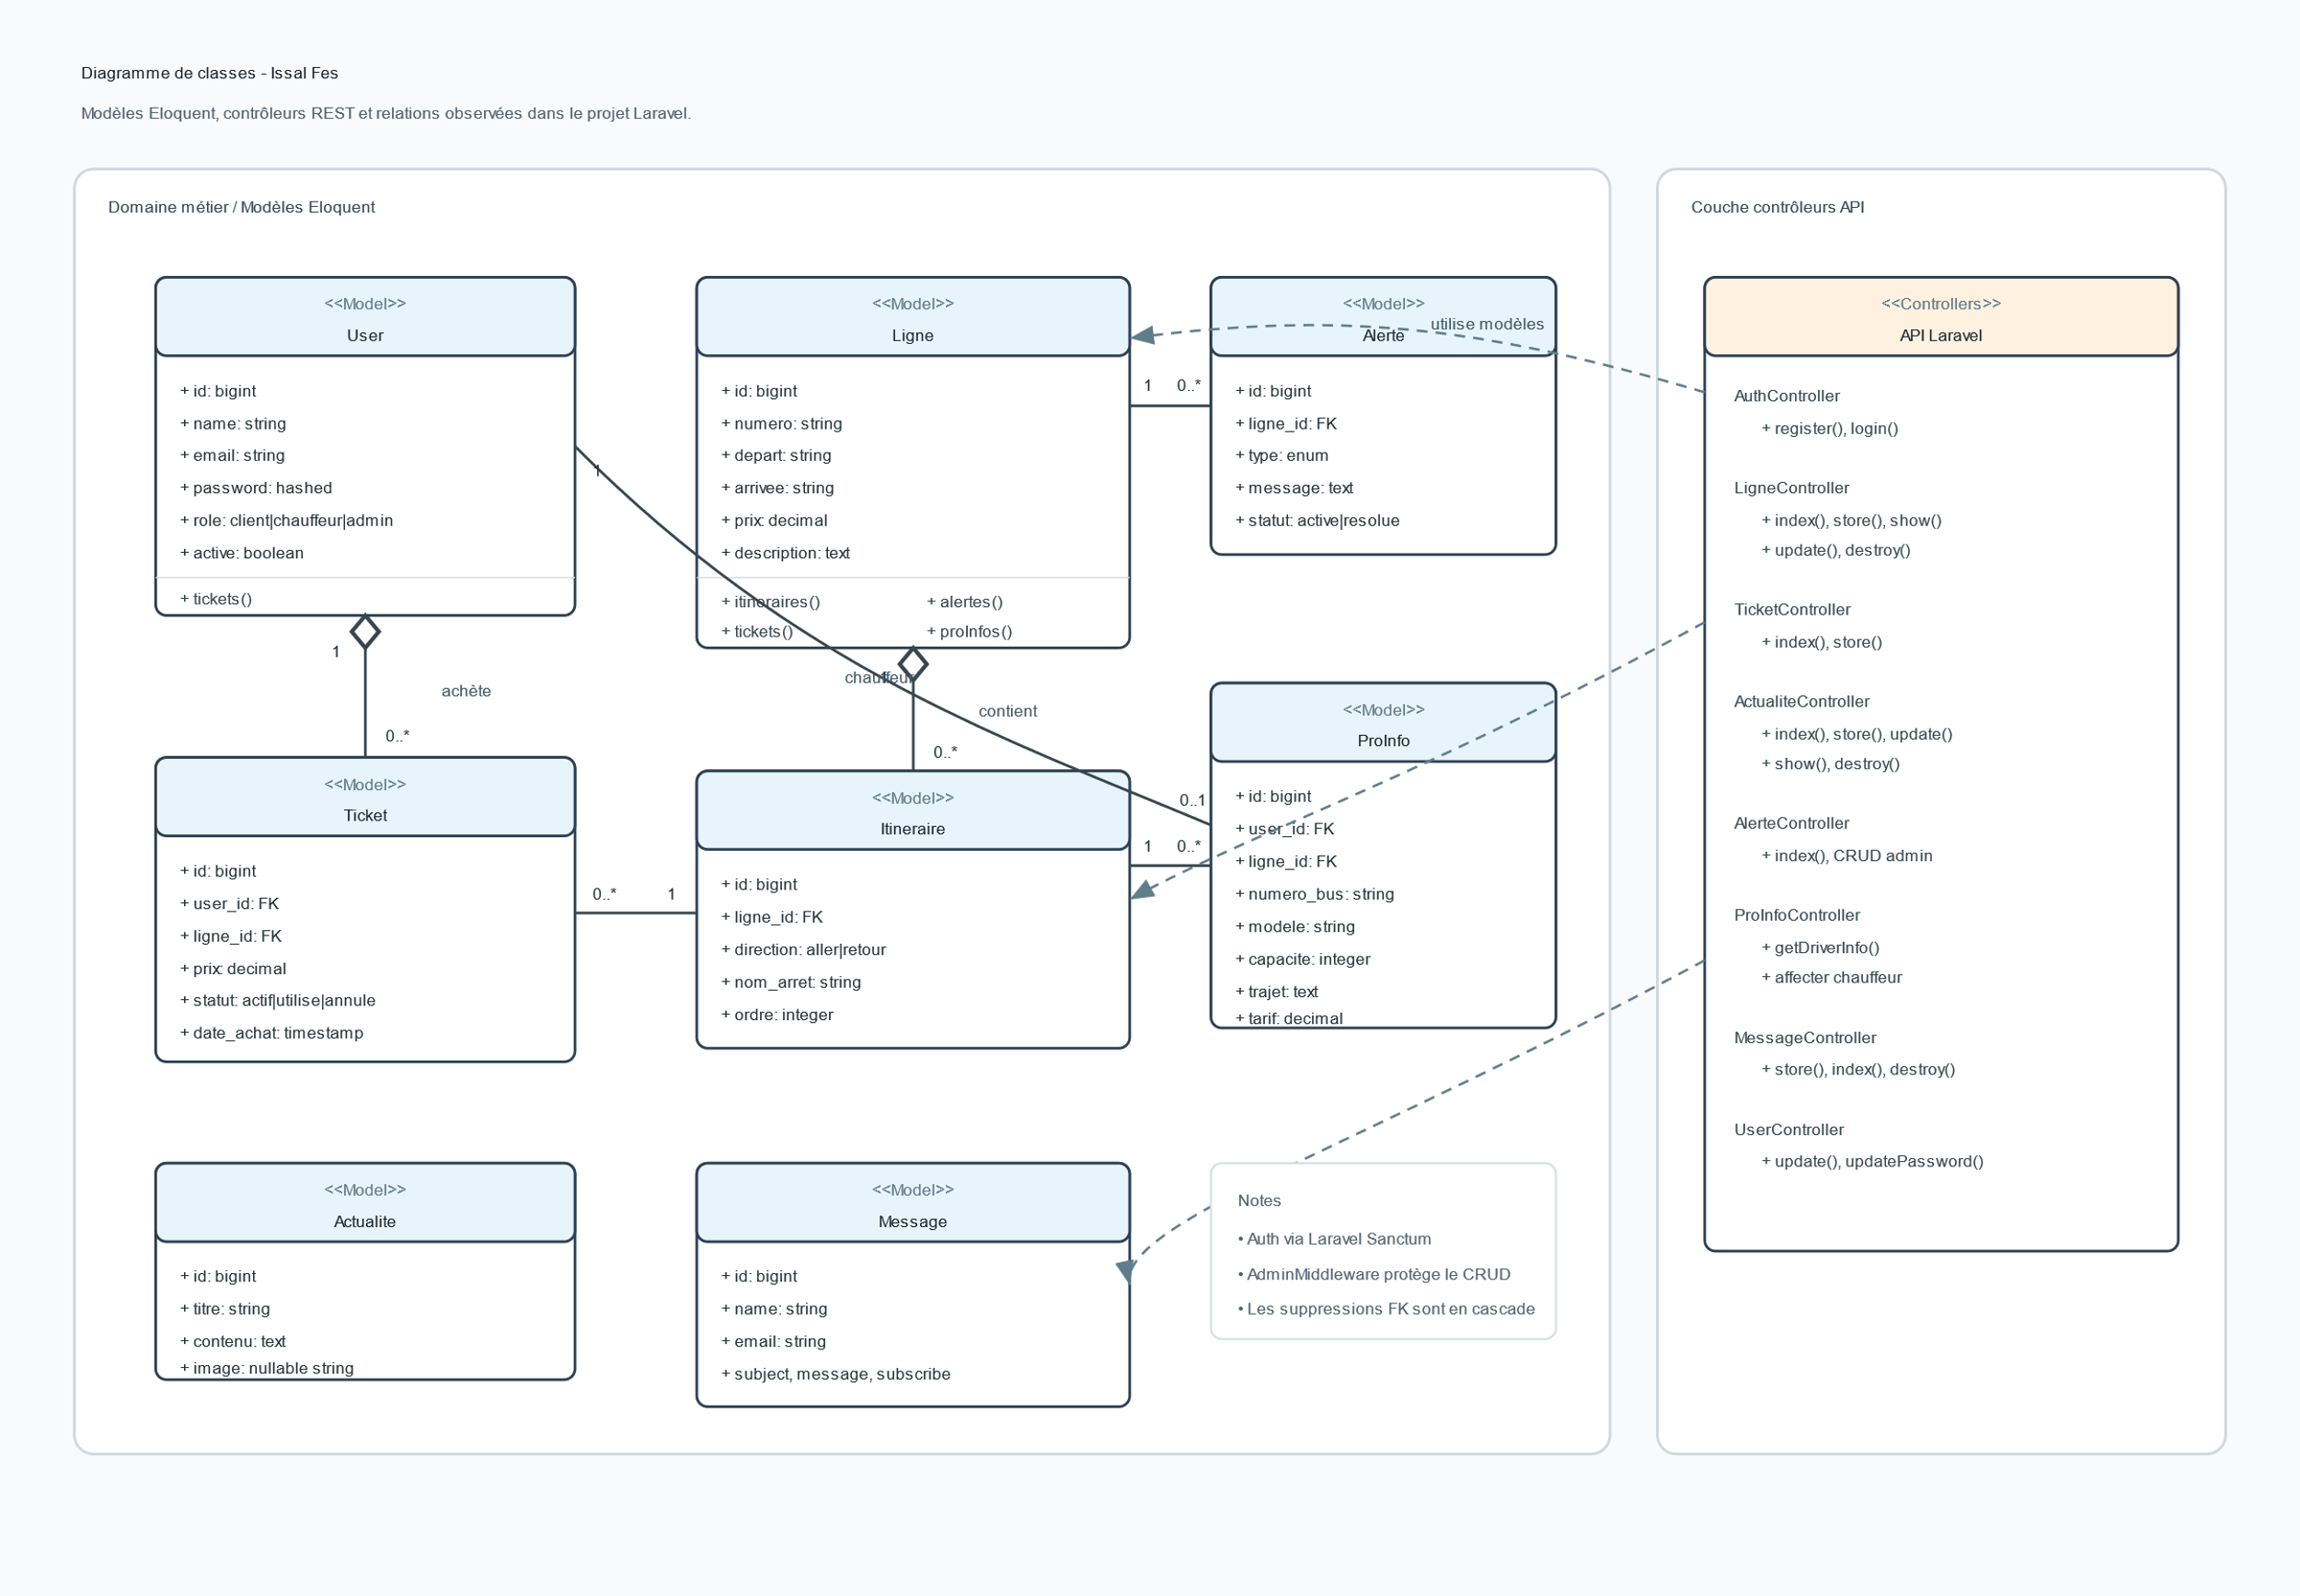 Diagramme de classes - Issal Fes
Modèles Eloquent, contrôleurs REST et relations observées dans le projet Laravel.
Domaine métier / Modèles Eloquent
<<Model>>
User
+ id: bigint
+ name: string
+ email: string
+ password: hashed
+ role: client|chauffeur|admin
+ active: boolean
+ tickets()
<<Model>>
Ligne
+ id: bigint
+ numero: string
+ depart: string
+ arrivee: string
+ prix: decimal
+ description: text
+ itineraires() + alertes()
+ tickets() + proInfos()
<<Model>>
Alerte
utilise modèles
+ id: bigint
+ ligne_id: FK
+ type: enum
+ message: text
+ statut: active|resolue
1 0..*
1
1
achète
0..*
chauffeur
1
contient
0..*
0..1
1 0..*
0..* 1
<<Model>>
Ticket
+ id: bigint
+ user_id: FK
+ ligne_id: FK
+ prix: decimal
+ statut: actif|utilise|annule
+ date_achat: timestamp
<<Model>>
Itineraire
+ id: bigint
+ ligne_id: FK
+ direction: aller|retour
+ nom_arret: string
+ ordre: integer
<<Model>>
ProInfo
+ id: bigint
+ user_id: FK
+ ligne_id: FK
+ numero_bus: string
+ modele: string
+ capacite: integer
+ trajet: text
+ tarif: decimal
<<Model>>
Actualite
+ id: bigint
+ titre: string
+ contenu: text
+ image: nullable string
<<Model>>
Message
+ id: bigint
+ name: string
+ email: string
+ subject, message, subscribe
Notes
• Auth via Laravel Sanctum
• AdminMiddleware protège le CRUD
• Les suppressions FK sont en cascade
Couche contrôleurs API
<<Controllers>>
API Laravel
AuthController
+ register(), login()
LigneController
+ index(), store(), show()
+ update(), destroy()
TicketController
+ index(), store()
ActualiteController
+ index(), store(), update()
+ show(), destroy()
AlerteController
+ index(), CRUD admin
ProInfoController
+ getDriverInfo()
+ affecter chauffeur
MessageController
+ store(), index(), destroy()
UserController
+ update(), updatePassword()